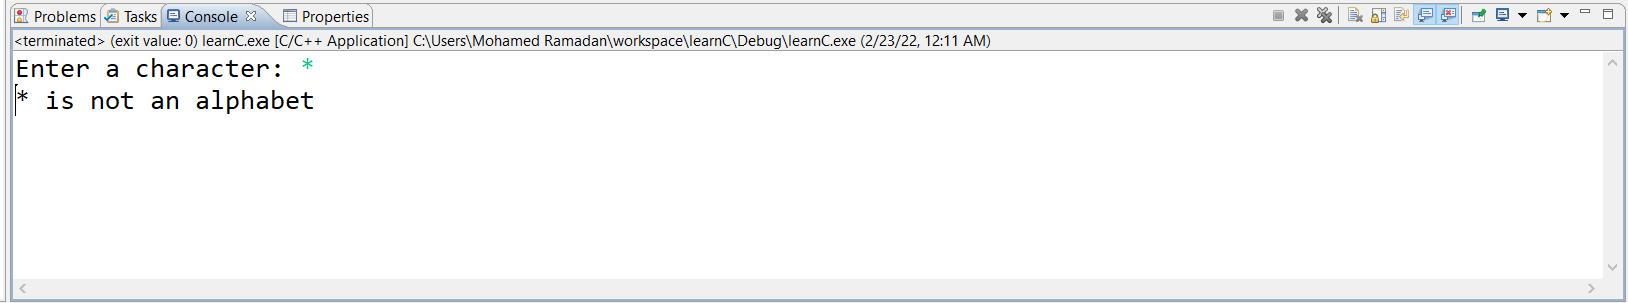 Problems Tasks Console Properties
<terminated> (exit value: 0) learnC.exe [C/C++ Application] C:\Users\Mohamed Ramadan\workspace\learnC\Debug\learnC.exe (2/23/22, 12:11 AM)
Enter a character: *
* is not an alphabet